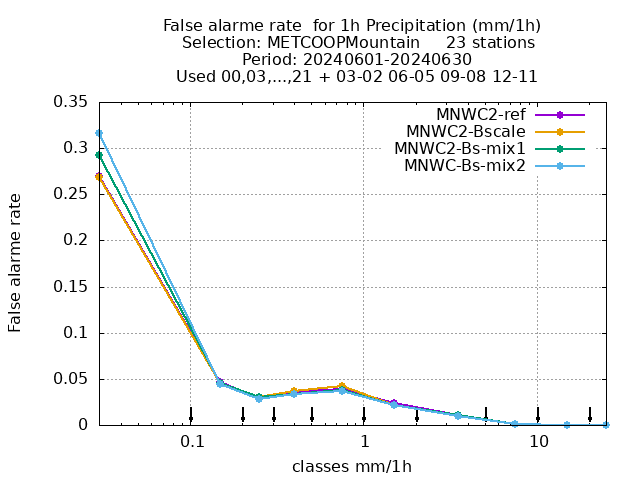 False alarme rate  for 1h Precipitation (mm/1h)
Selection: METCOOPMountain     23 stations
Period: 20240601-20240630
Used 00,03,...,21 + 03-02 06-05 09-08 12-11
MNWC2-ref
MNWC2-Bscale
MNWC2-Bs-mix1
MNWC-Bs-mix2
0.35
0.3
0.25
0.2
0.15
0.1
0.05
0
False alarme rate
0.1
1
10
classes mm/1h